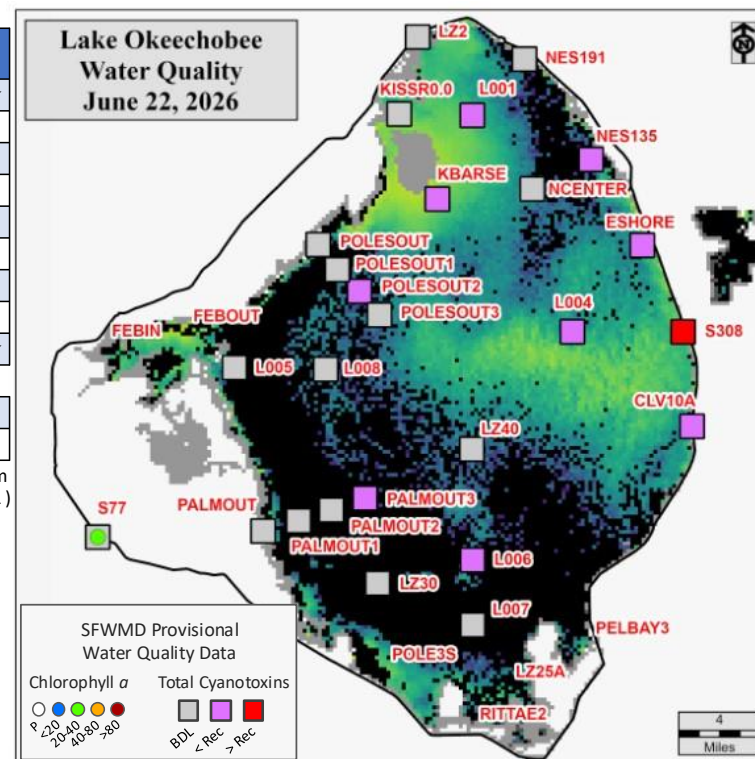 Lake Okeechobee
Water Quality
June 22, 2026
N
LZ2
NES191
KISSR0.0
L001
NES135
KBARSE
NCENTER
ESHORE
POLESOUT
POLESOUT1
POLESOUT2
POLESOUT3
L004
S308
FEBIN
FEBOUT
L005
L008
CLV10A
LZ40
S77
PALMOUT
PALMOUT3
PALMOUT2
PALMOUT1
L006
LZ30
L007
PELBAY3
POLE3S
LZ25A
RITTAE2
SFWMD Provisional
Water Quality Data
Chlorophyll a
Total Cyanotoxins
P
<20
20-40
40-80
>80
BDL
< Rec
> Rec
4
Miles
)